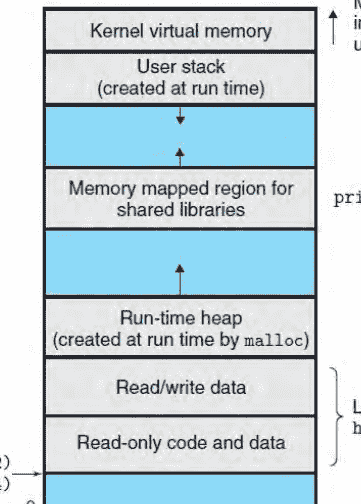 Kernel virtual memory
User stack
(created at run time)
Memory mapped region for
shared libraries
Run-time heap
(created at run time by malloc)
Read/write data
Read-only code and data